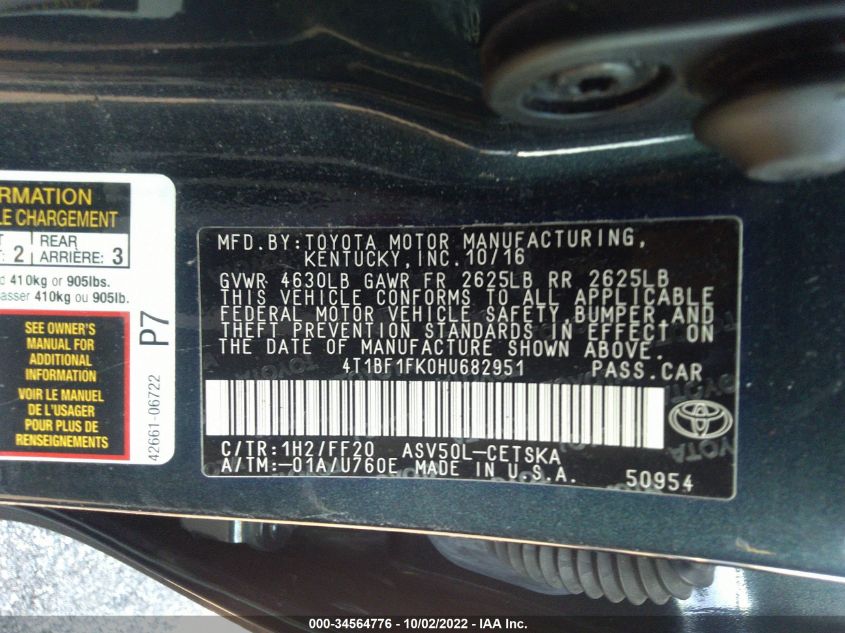 RMATION
LE CHARGEMENT
T
: 2
REAR
ARRIÈRE: 3
d 410kg or 905lbs.
asser 410kg ou 905lb.
SEE OWNER'S
MANUAL FOR
ADDITIONAL
INFORMATION
VOIR LE MANUEL
DE L'USAGER
POUR PLUS DE
RENSEIGNEMENTS
P7
42661-06722
MFD.BY:TOYOTA MOTOR MANUFACTURING,
KENTUCKY,INC.10/16
GVWR 4630LB GAWR FR 2625LB RR 2625LB
THIS VEHICLE CONFORMS TO ALL APPLICABLE
FEDERAL MOTOR VEHICLE SAFETY,BUMPER,AND
THEFT PREVENTION STANDARDS IN EFFECT ON
THE DATE OF MANUFACTURE SHOWN ABOVE.
4T1BF1FK0HU682951 PASS.CAR
TOYOTA
C/TR:1H2/FF20 ASV50L-CETSKA
A/TM:-01A/U760E MADE IN U.S.A.
50954
000-34564776 - 10/02/2022 - IAA Inc.